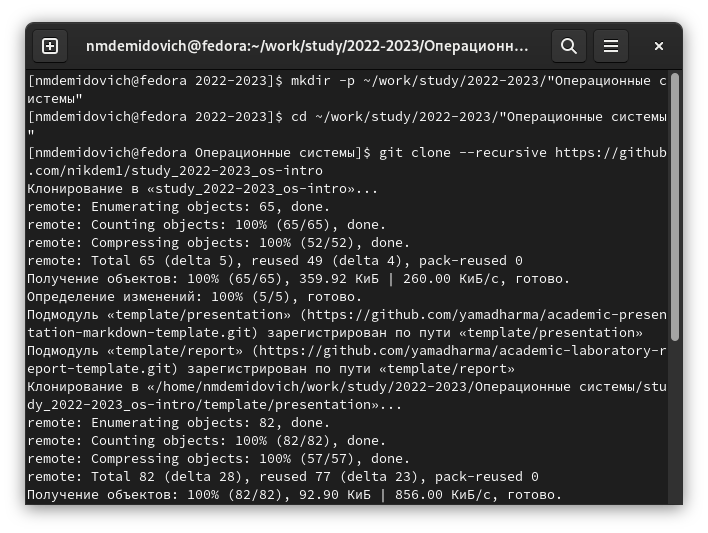 nmdemidovich@fedora:~/work/study/2022-2023/Операционн...
[nmdemidovich@fedora 2022-2023]$ mkdir -p ~/work/study/2022-2023/"Операционные с
истемы"
[nmdemidovich@fedora 2022-2023]$ cd ~/work/study/2022-2023/"Операционные системы
"
[nmdemidovich@fedora Операционные системы]$ git clone --recursive https://github
.com/nikdem1/study_2022-2023_os-intro
Клонирование в «study_2022-2023_os-intro»...
remote: Enumerating objects: 65, done.
remote: Counting objects: 100% (65/65), done.
remote: Compressing objects: 100% (52/52), done.
remote: Total 65 (delta 5), reused 49 (delta 4), pack-reused 0
Получение объектов: 100% (65/65), 359.92 КиБ | 260.00 КиБ/с, готово.
Определение изменений: 100% (5/5), готово.
Подмодуль «template/presentation» (https://github.com/yamadharma/academic-presen
tation-markdown-template.git) зарегистрирован по пути «template/presentation»
Подмодуль «template/report» (https://github.com/yamadharma/academic-laboratory-r
eport-template.git) зарегистрирован по пути «template/report»
Клонирование в «/home/nmdemidovich/work/study/2022-2023/Операционные системы/stu
dy_2022-2023_os-intro/template/presentation»...
remote: Enumerating objects: 82, done.
remote: Counting objects: 100% (82/82), done.
remote: Compressing objects: 100% (57/57), done.
remote: Total 82 (delta 28), reused 77 (delta 23), pack-reused 0
Получение объектов: 100% (82/82), 92.90 КиБ | 856.00 КиБ/с, готово.